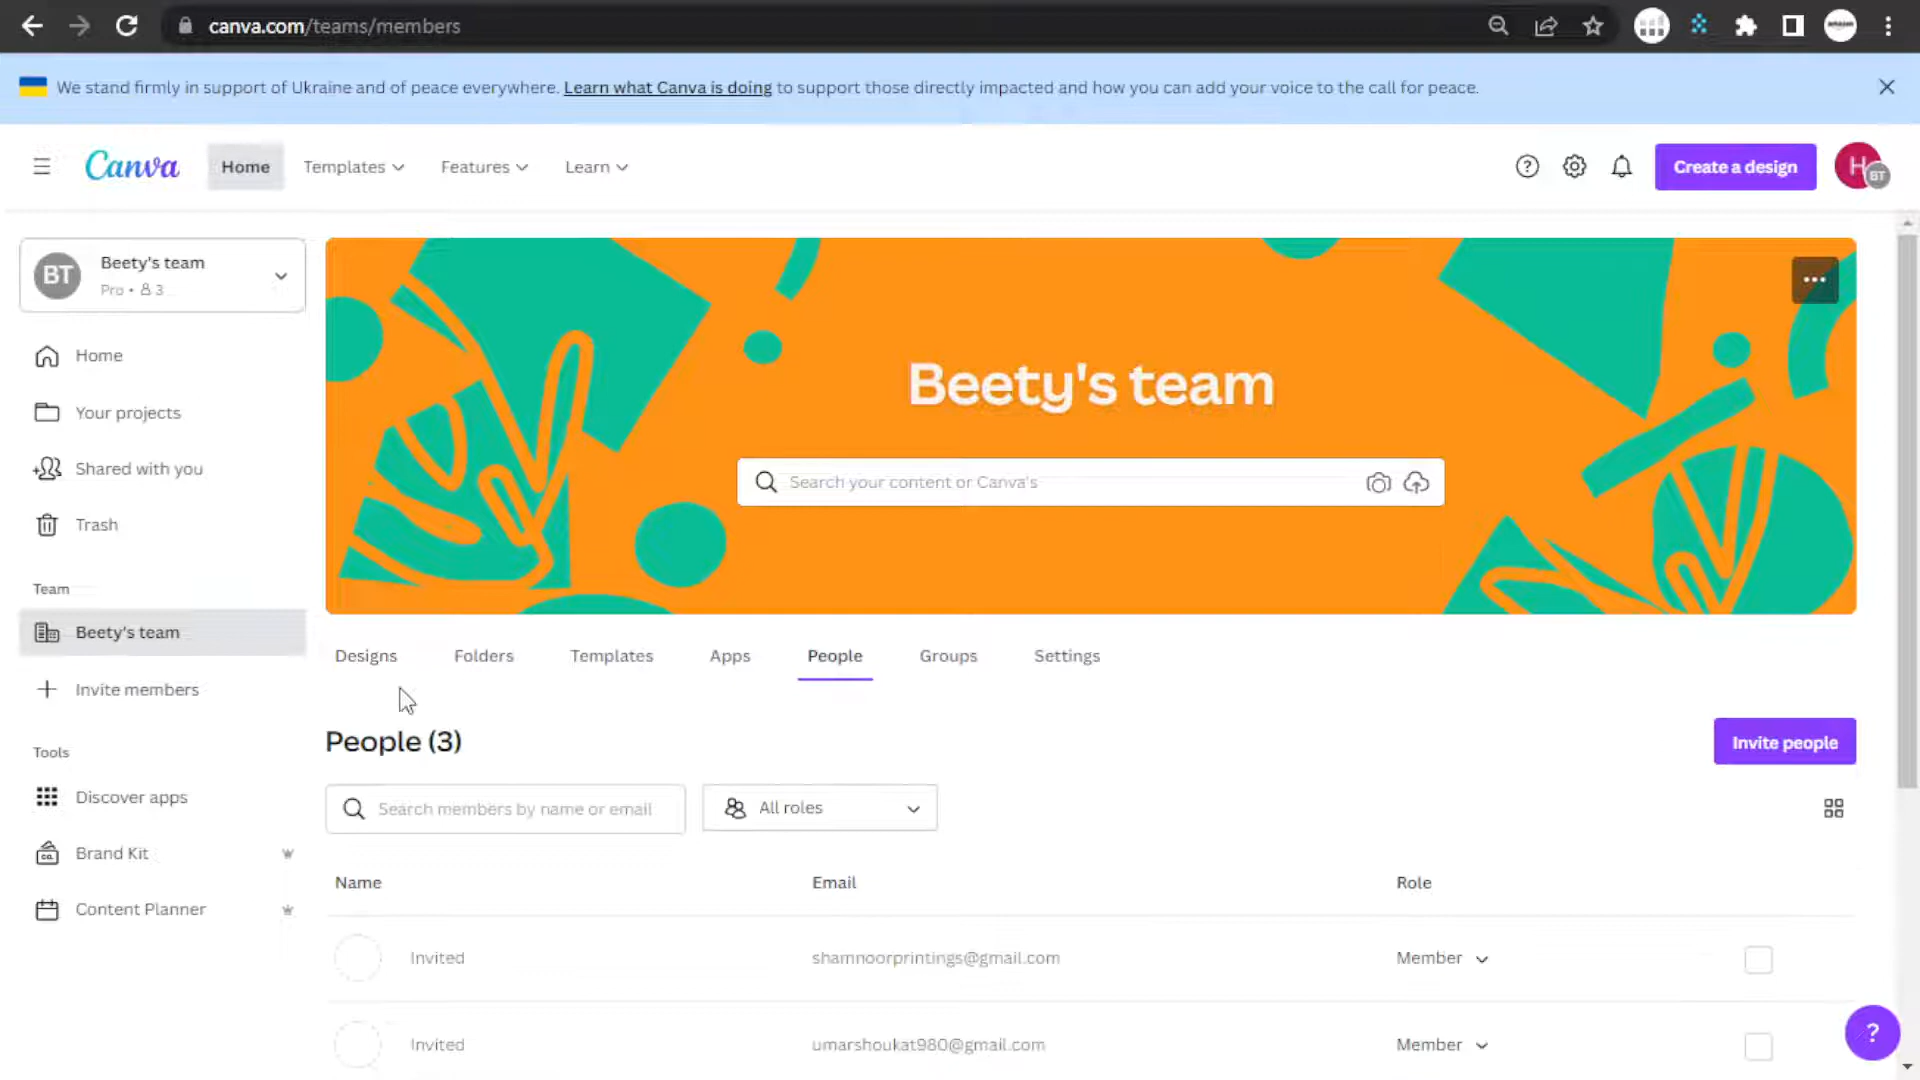 canva.com/teams/members
amazon
We stand firmly in support of Ukraine and of peace everywhere. Learn what Canva is doing to support those directly impacted and how you can add your voice to the call for peace.
Canva Home Templates Features Learn
Create a design
H
BT
BT
Beety's team
Pro • 3
Home
Your projects
Shared with you
Trash
Team
Beety's team
Invite members
Tools
Discover apps
CO.
Brand Kit
Content Planner
Beety's team
Search your content or Canva's
Designs Folders Templates Apps People Groups Settings
People (3)
Invite people
Search members by name or email
All roles
Name Email Role
Invited shamnoorprintings@gmail.com Member
Invited umarshoukat980@gmail.com Member
?